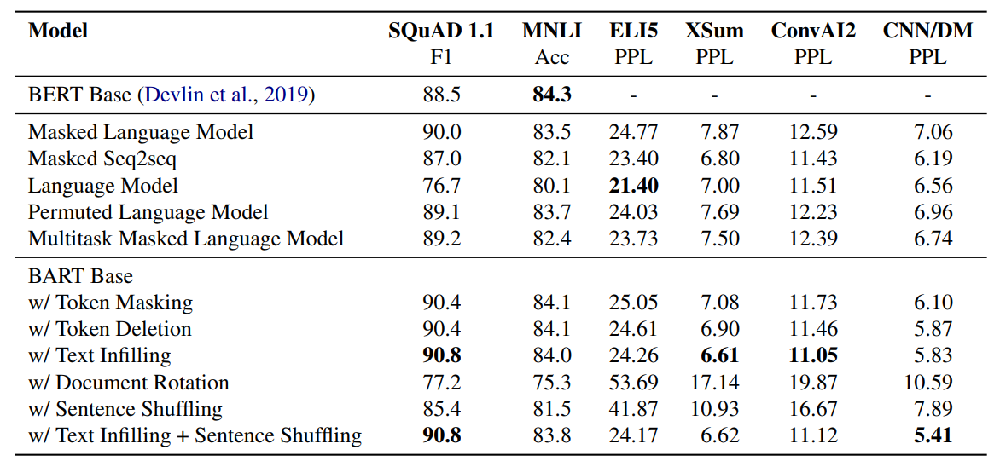 Model SQuAD 1.1 MNLI ELI5 XSum ConvAI2 CNN/DM
F1 Acc PPL PPL PPL PPL
BERT Base (Devlin et al., 2019) 88.5 84.3 - - - -
Masked Language Model 90.0 83.5 24.77 7.87 12.59 7.06
Masked Seq2seq 87.0 82.1 23.40 6.80 11.43 6.19
Language Model 76.7 80.1 21.40 7.00 11.51 6.56
Permuted Language Model 89.1 83.7 24.03 7.69 12.23 6.96
Multitask Masked Language Model 89.2 82.4 23.73 7.50 12.39 6.74
BART Base
w/ Token Masking 90.4 84.1 25.05 7.08 11.73 6.10
w/ Token Deletion 90.4 84.1 24.61 6.90 11.46 5.87
w/ Text Infilling 90.8 84.0 24.26 6.61 11.05 5.83
w/ Document Rotation 77.2 75.3 53.69 17.14 19.87 10.59
w/ Sentence Shuffling 85.4 81.5 41.87 10.93 16.67 7.89
w/ Text Infilling + Sentence Shuffling 90.8 83.8 24.17 6.62 11.12 5.41